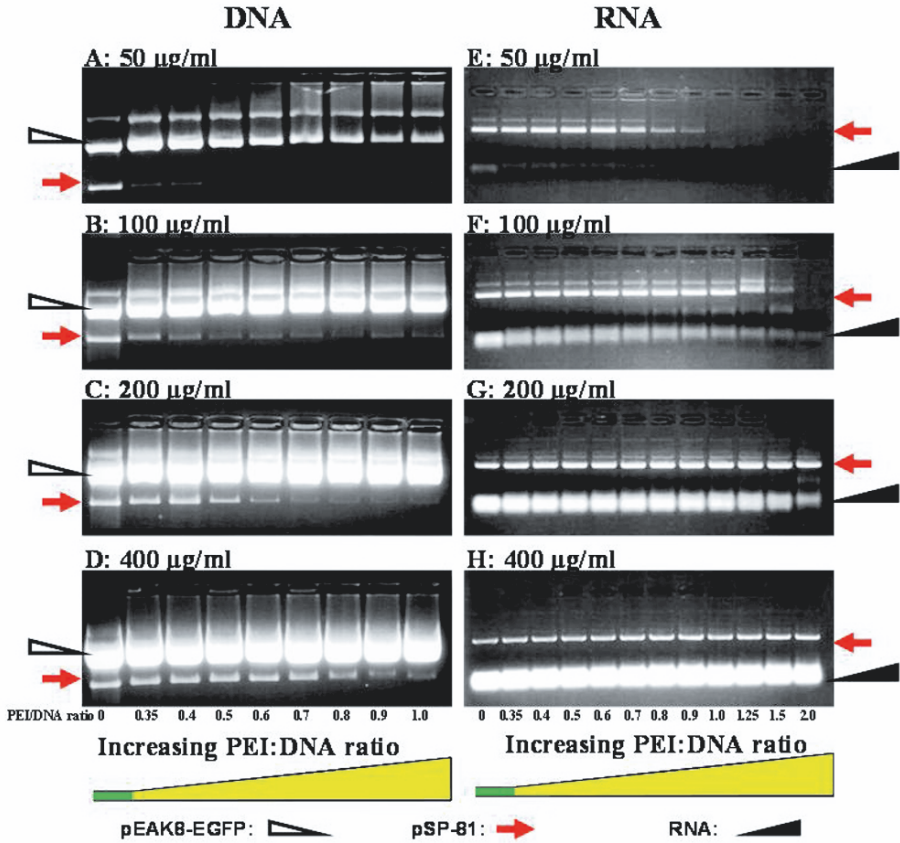 DNA RNA
A: 50 µg/ml E: 50 µg/ml
B: 100 µg/ml F: 100 µg/ml
C: 200 µg/ml G: 200 µg/ml
D: 400 µg/ml H: 400 µg/ml
PEI/DNA ratio 0 0.35 0.4 0.5 0.6 0.7 0.8 0.9 1.0 0 0.35 0.4 0.5 0.6 0.7 0.8 0.9 1.0 1.25 1.5 2.0
Increasing PEI:DNA ratio Increasing PEI:DNA ratio
pEAK8-EGFP: pSP-81: RNA: